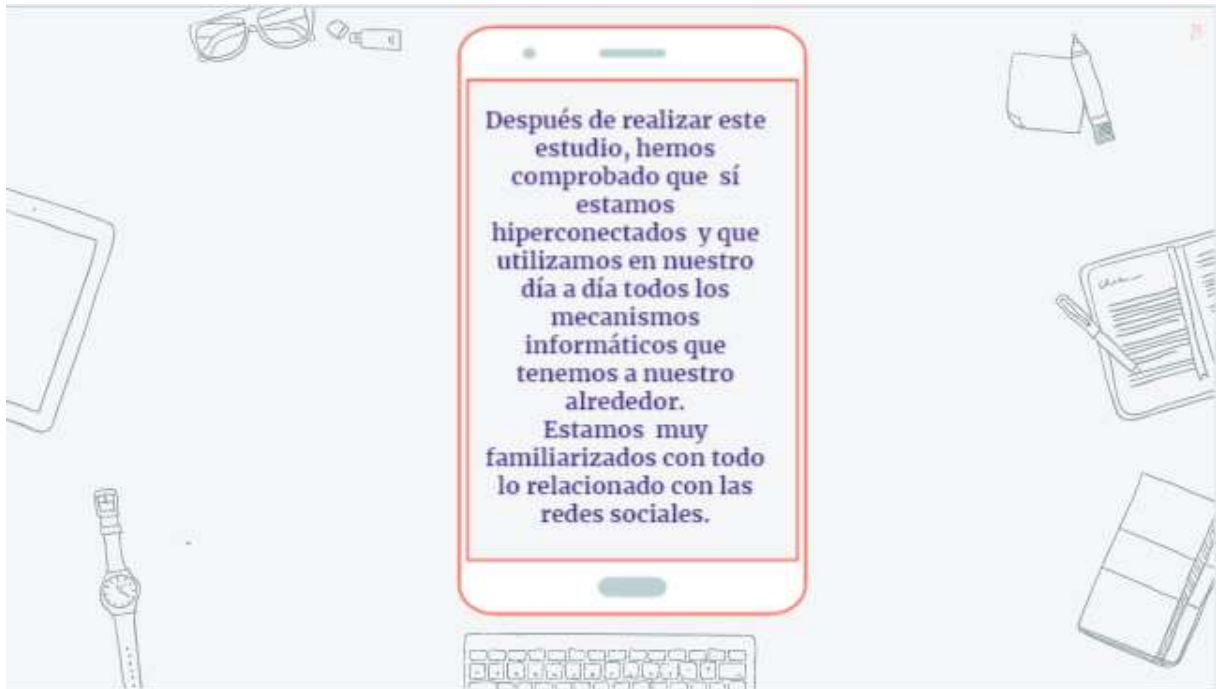 Después de realizar este
estudio, hemos
comprobado que sí
estamos
hiperconectados y que
utilizamos en nuestro
día a día todos los
mecanismos
informáticos que
tenemos a nuestro
alrededor.
Estamos muy
familiarizados con todo
lo relacionado con las
redes sociales.